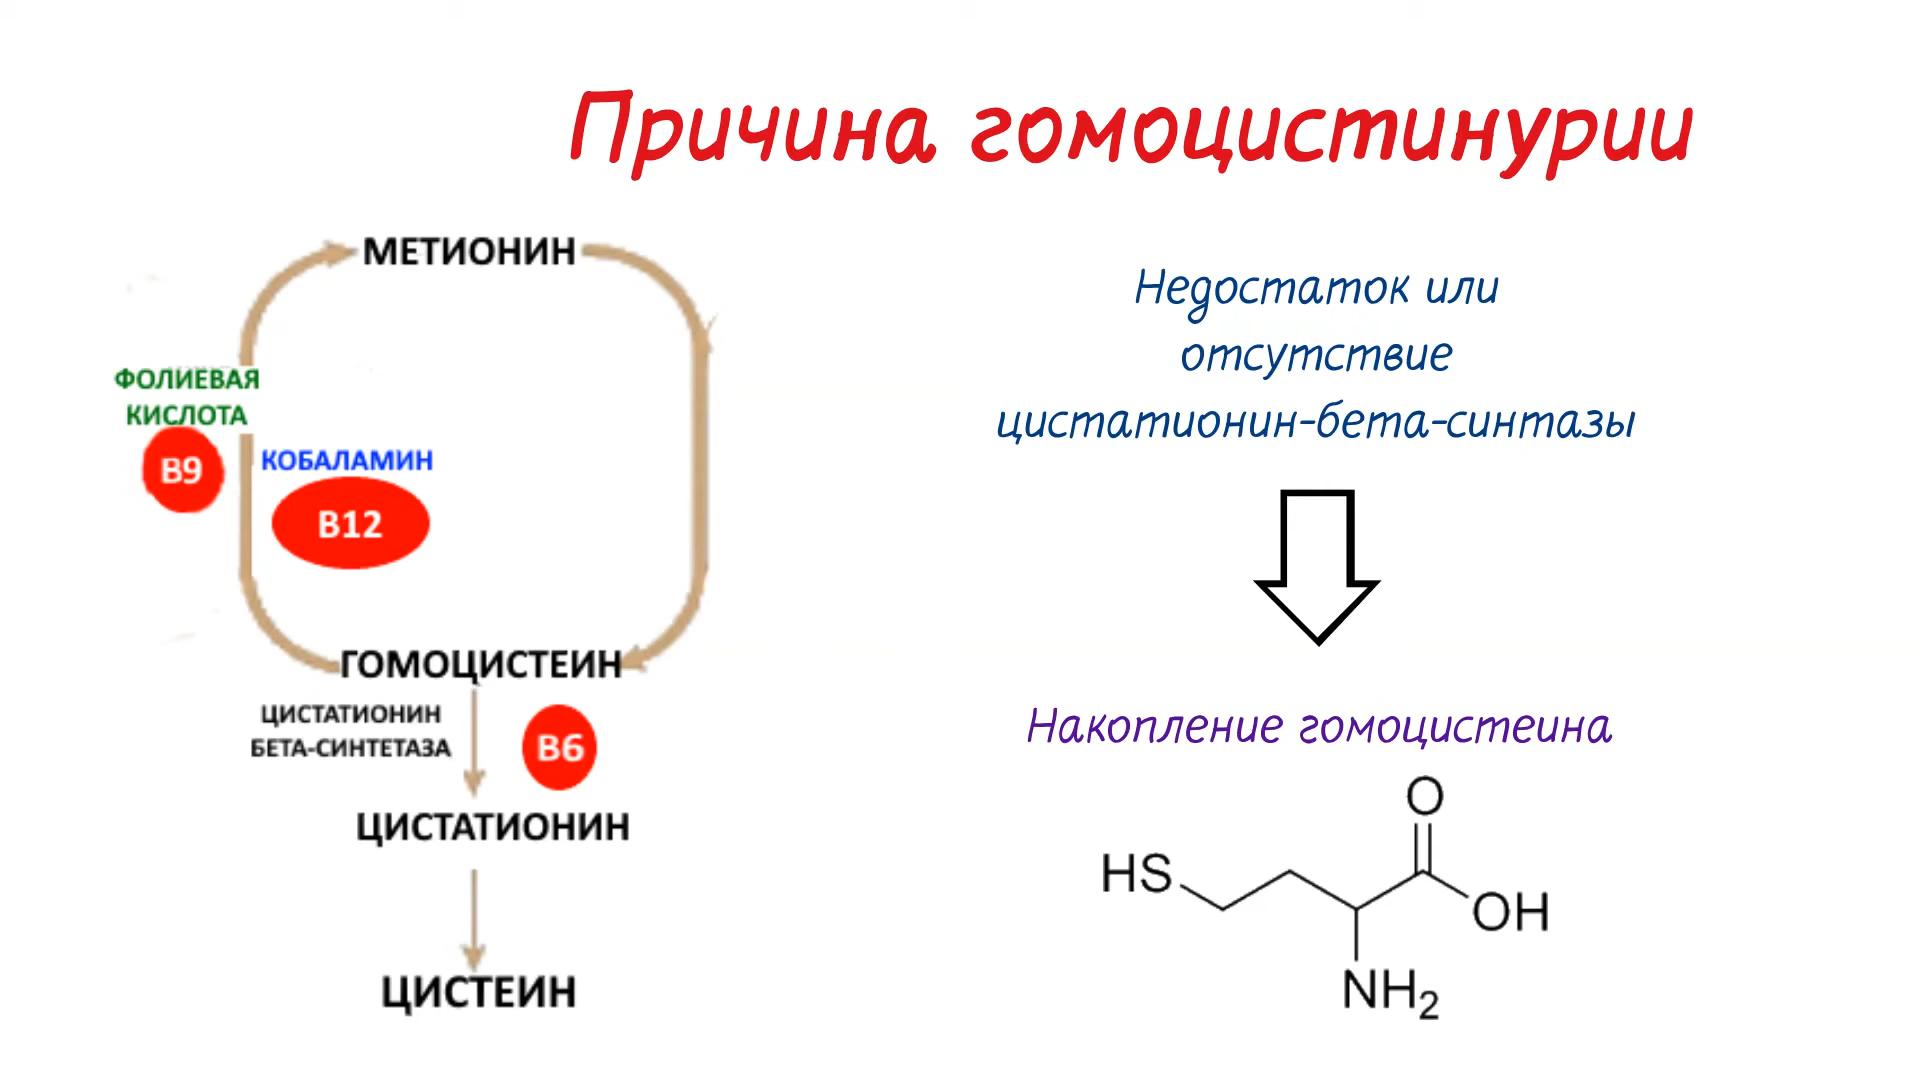 Причина гомоцистинурии
МЕТИОНИН
ФОЛИЕВАЯ
КИСЛОТА
B9
КОБАЛАМИН
B12
ГОМОЦИСТЕИН
ЦИСТАТИОНИН
БЕТА-СИНТЕТАЗА
B6
ЦИСТАТИОНИН
ЦИСТЕИН
Недостаток или
отсутствие
цистатионин-бета-синтазы
Накопление гомоцистеина
O
HS
OH
NH₂